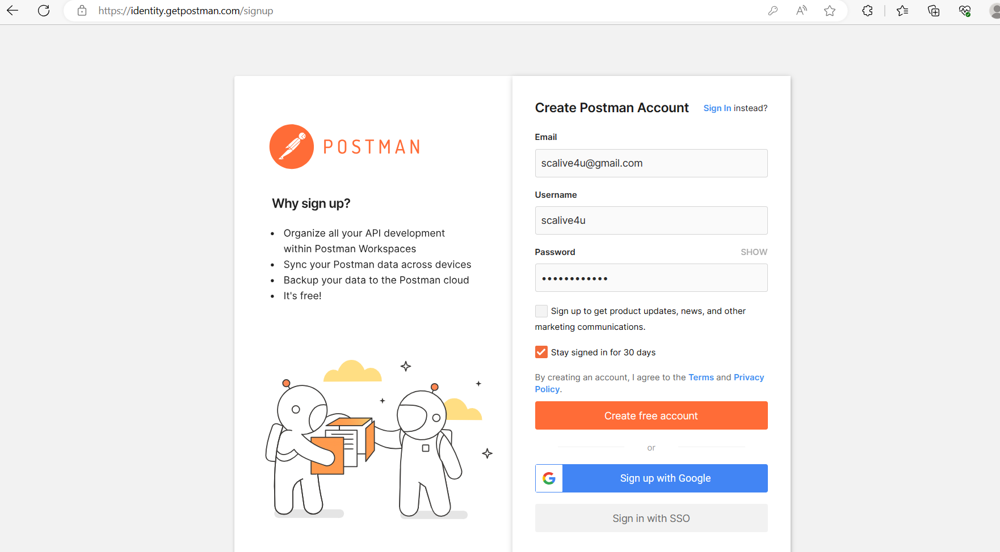 https://identity.getpostman.com/signup
POSTMAN
Why sign up?
Organize all your API development
within Postman Workspaces
Sync your Postman data across devices
Backup your data to the Postman cloud
It's free!
Create Postman Account
Sign In instead?
Email
scalive4u@gmail.com
Username
scalive4u
Password
SHOW
••••••••••••
Sign up to get product updates, news, and other
marketing communications.
Stay signed in for 30 days
By creating an account, I agree to the Terms and Privacy
Policy.
Create free account
or
Sign up with Google
Sign in with SSO